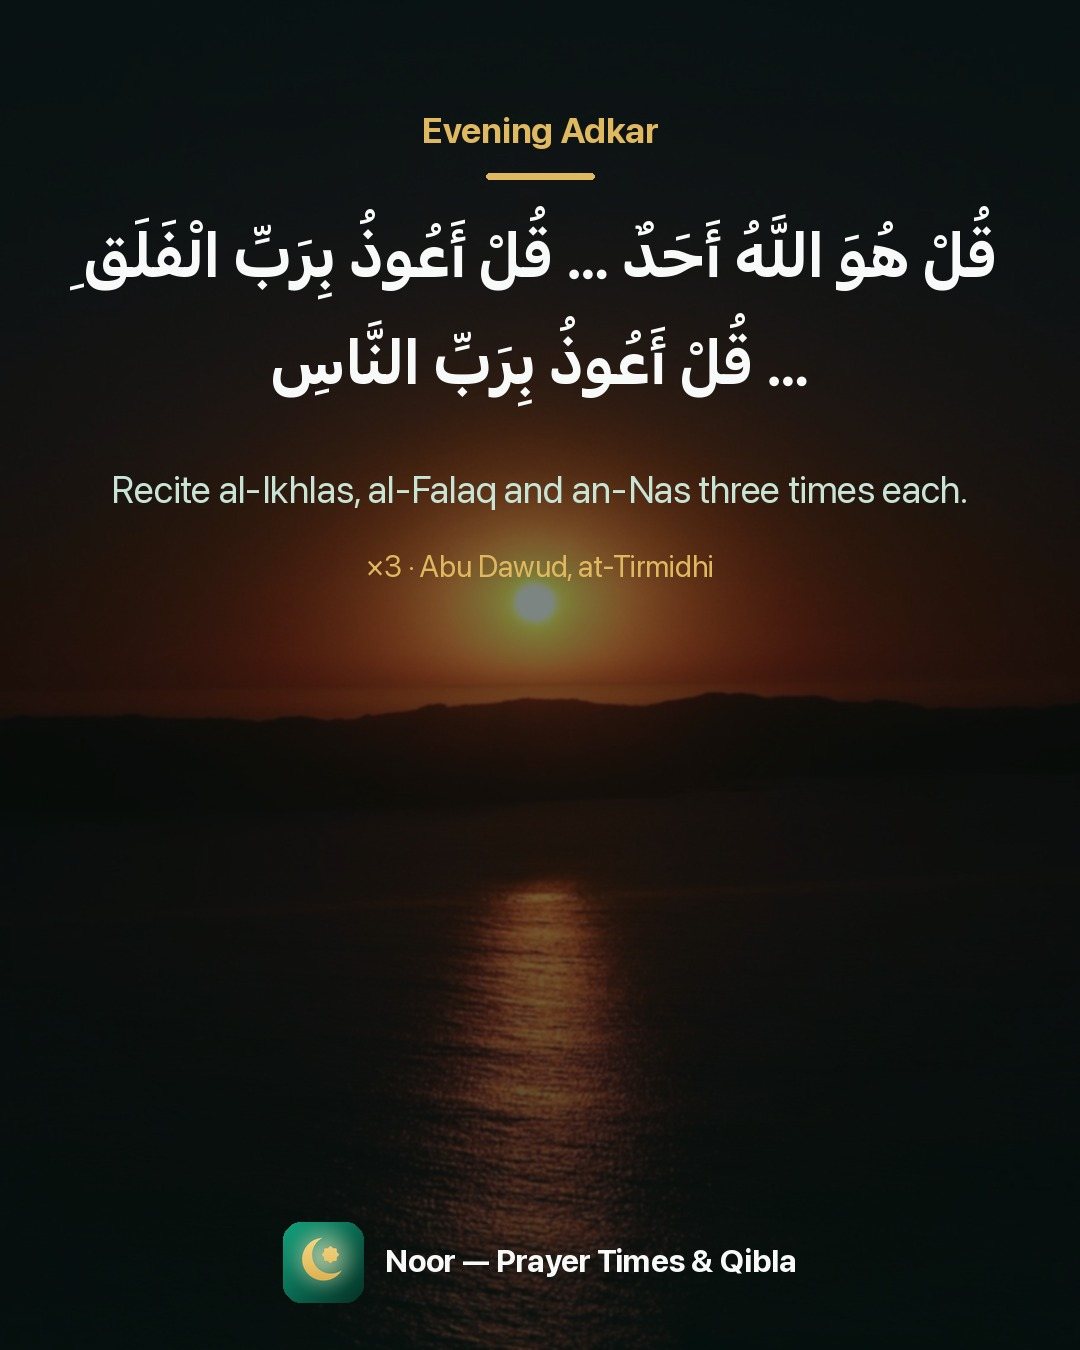 Evening Adkar
قُلْ هُوَ اللَّهُ أَحَدٌ ... قُلْ أَعُوذُ بِرَبِّ الْفَلَقِ
... قُلْ أَعُوذُ بِرَبِّ النَّاسِ
Recite al-Ikhlas, al-Falaq and an-Nas three times each.
×3 · Abu Dawud, at-Tirmidhi
Noor — Prayer Times & Qibla